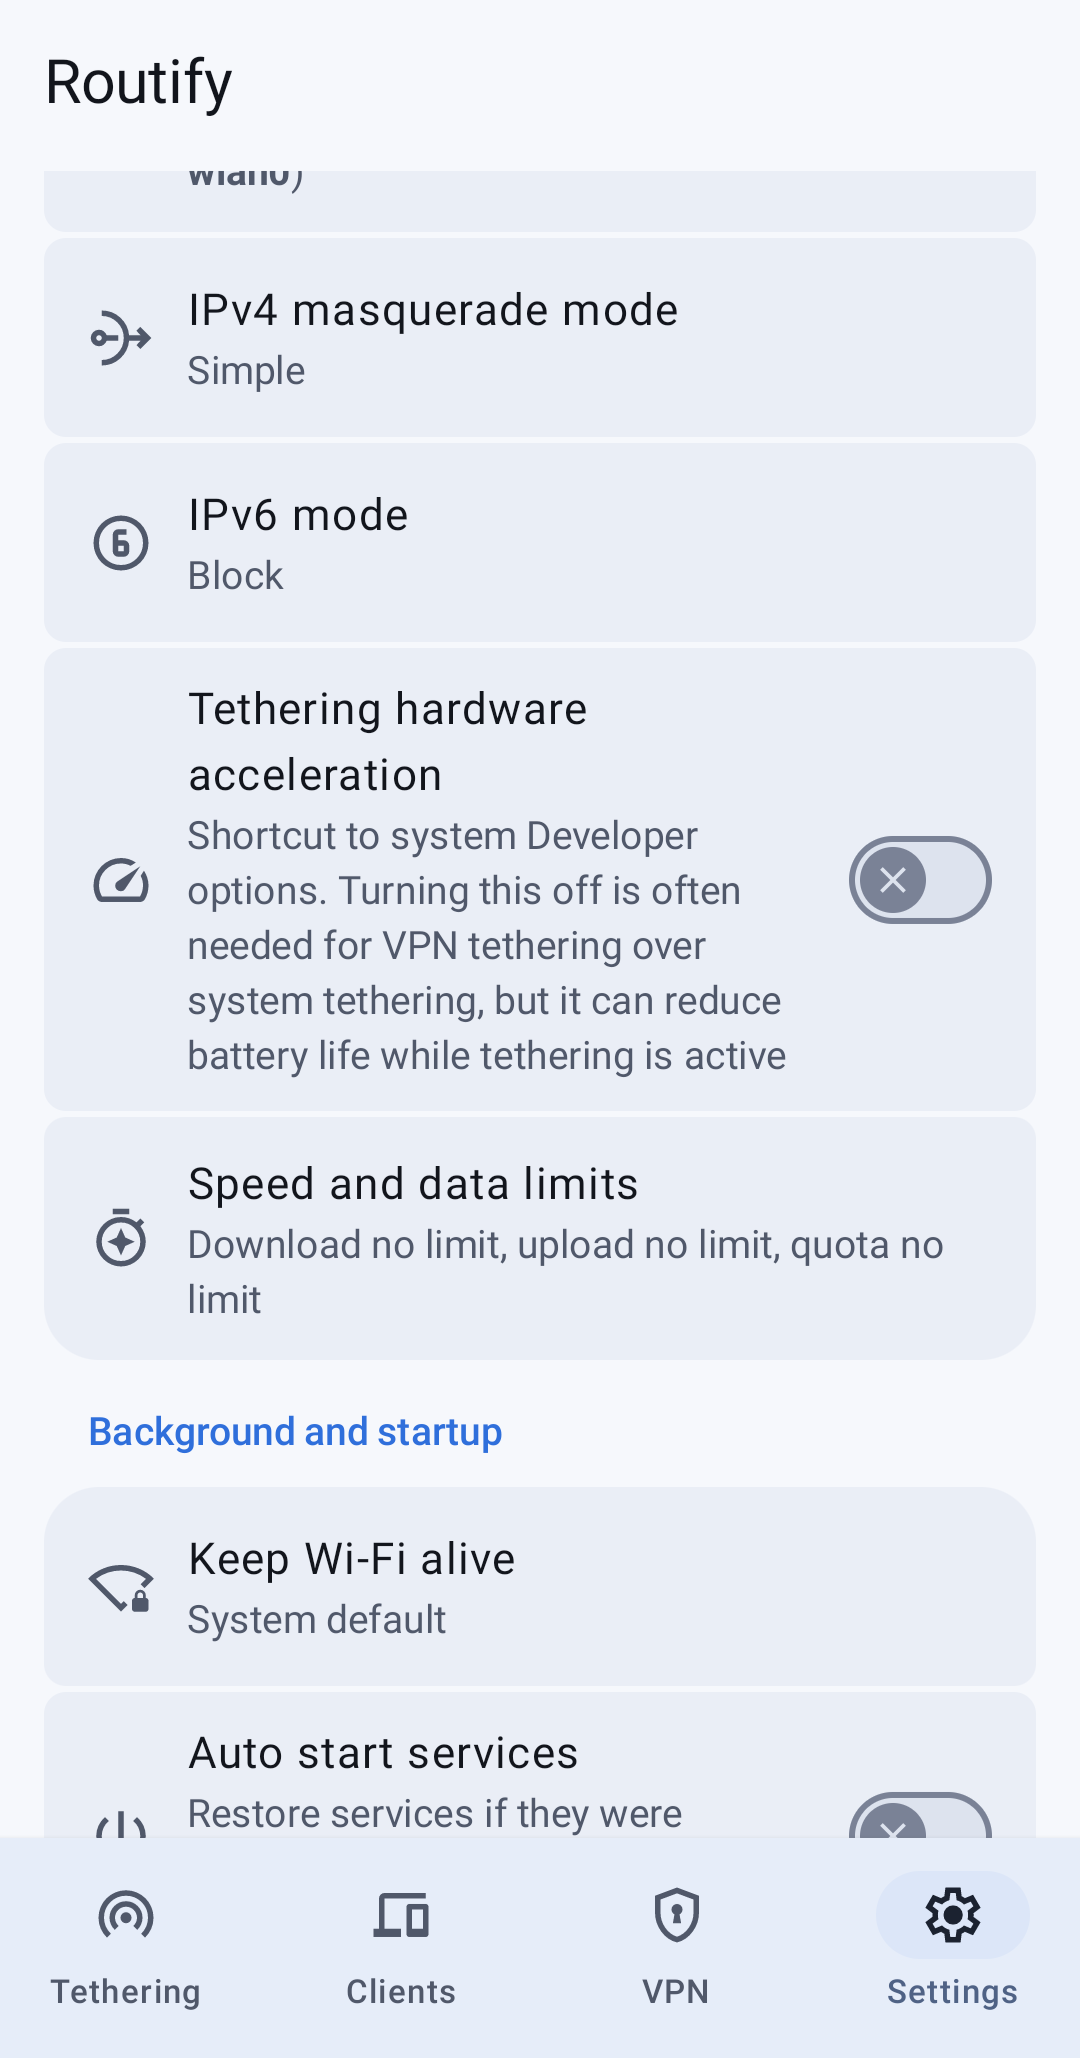 Routify
wlan0)
IPv4 masquerade mode
Simple
IPv6 mode
Block
Tethering hardware
acceleration
Shortcut to system Developer
options. Turning this off is often
needed for VPN tethering over
system tethering, but it can reduce
battery life while tethering is active
Speed and data limits
Download no limit, upload no limit, quota no
limit
Background and startup
Keep Wi-Fi alive
System default
Auto start services
Restore services if they were
Tethering
Clients
VPN
Settings